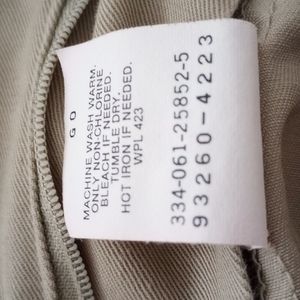 G O
MACHINE WASH WARM.
ONLY NON-CHLORINE
BLEACH IF NEEDED.
TUMBLE DRY.
HOT IRON IF NEEDED.
WPL 423
334-061-25852-5
93260-4223